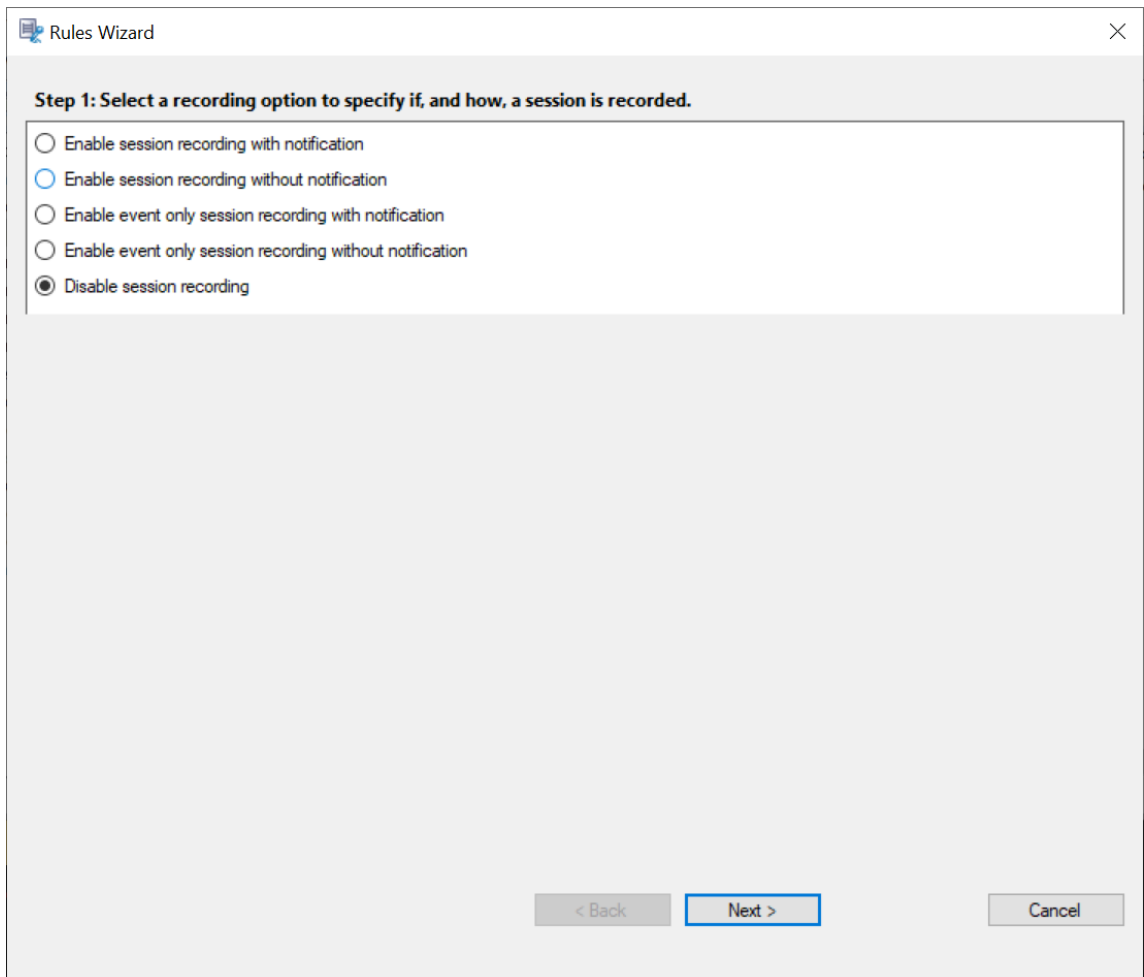 Rules Wizard
Step 1: Select a recording option to specify if, and how, a session is recorded.
Enable session recording with notification
Enable session recording without notification
Enable event only session recording with notification
Enable event only session recording without notification
Disable session recording
< Back
Next >
Cancel